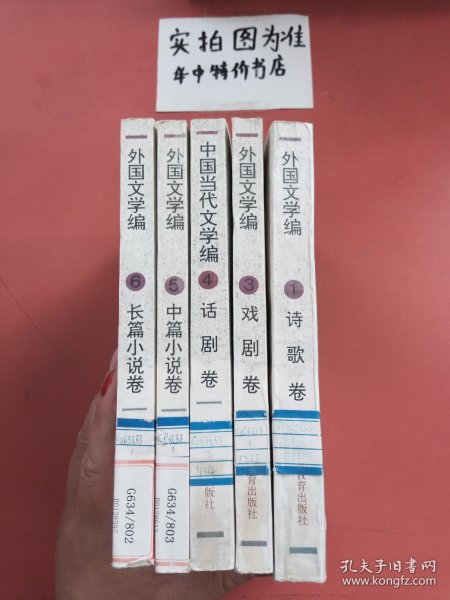 实拍图为准
年中特价书店
外国文学编
6
长篇小说卷
G634/802
外国文学编
5
中篇小说卷
G634/803
中国当代文学编
4
话剧卷
版社
外国文学编
3
戏剧卷
育出版社
外国文学编
1
诗歌卷
教育出版社
孔夫子旧书网